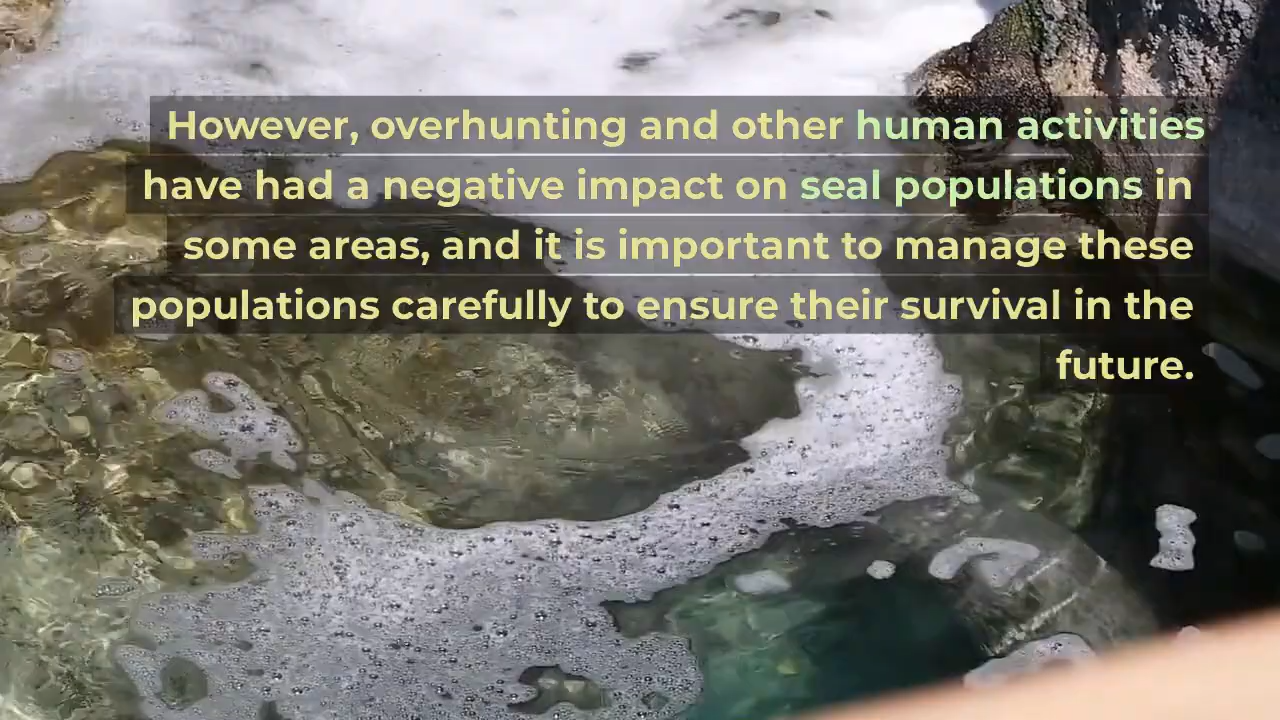 However, overhunting and other human activities
have had a negative impact on seal populations in
some areas, and it is important to manage these
populations carefully to ensure their survival in the
future.